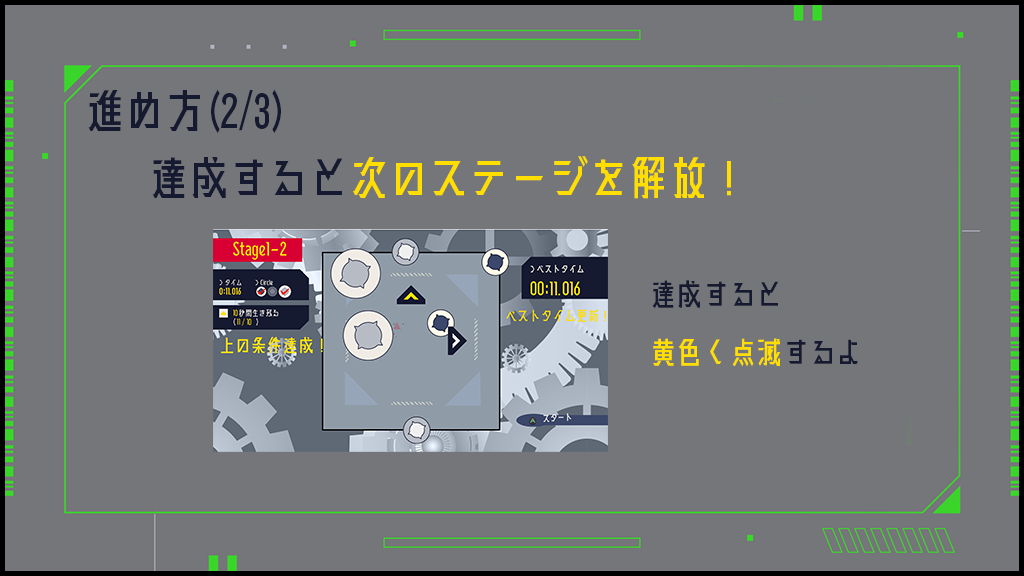 進め方(2/3)
達成すると次のステージを解放！
Stage1-2
タイム
0:11.016
Circle
10秒間生き残る
(11/10 )
上の条件達成！
ベストタイム
00:11.016
ベストタイム更新！
スタート
達成すると
黄色く点滅するよ